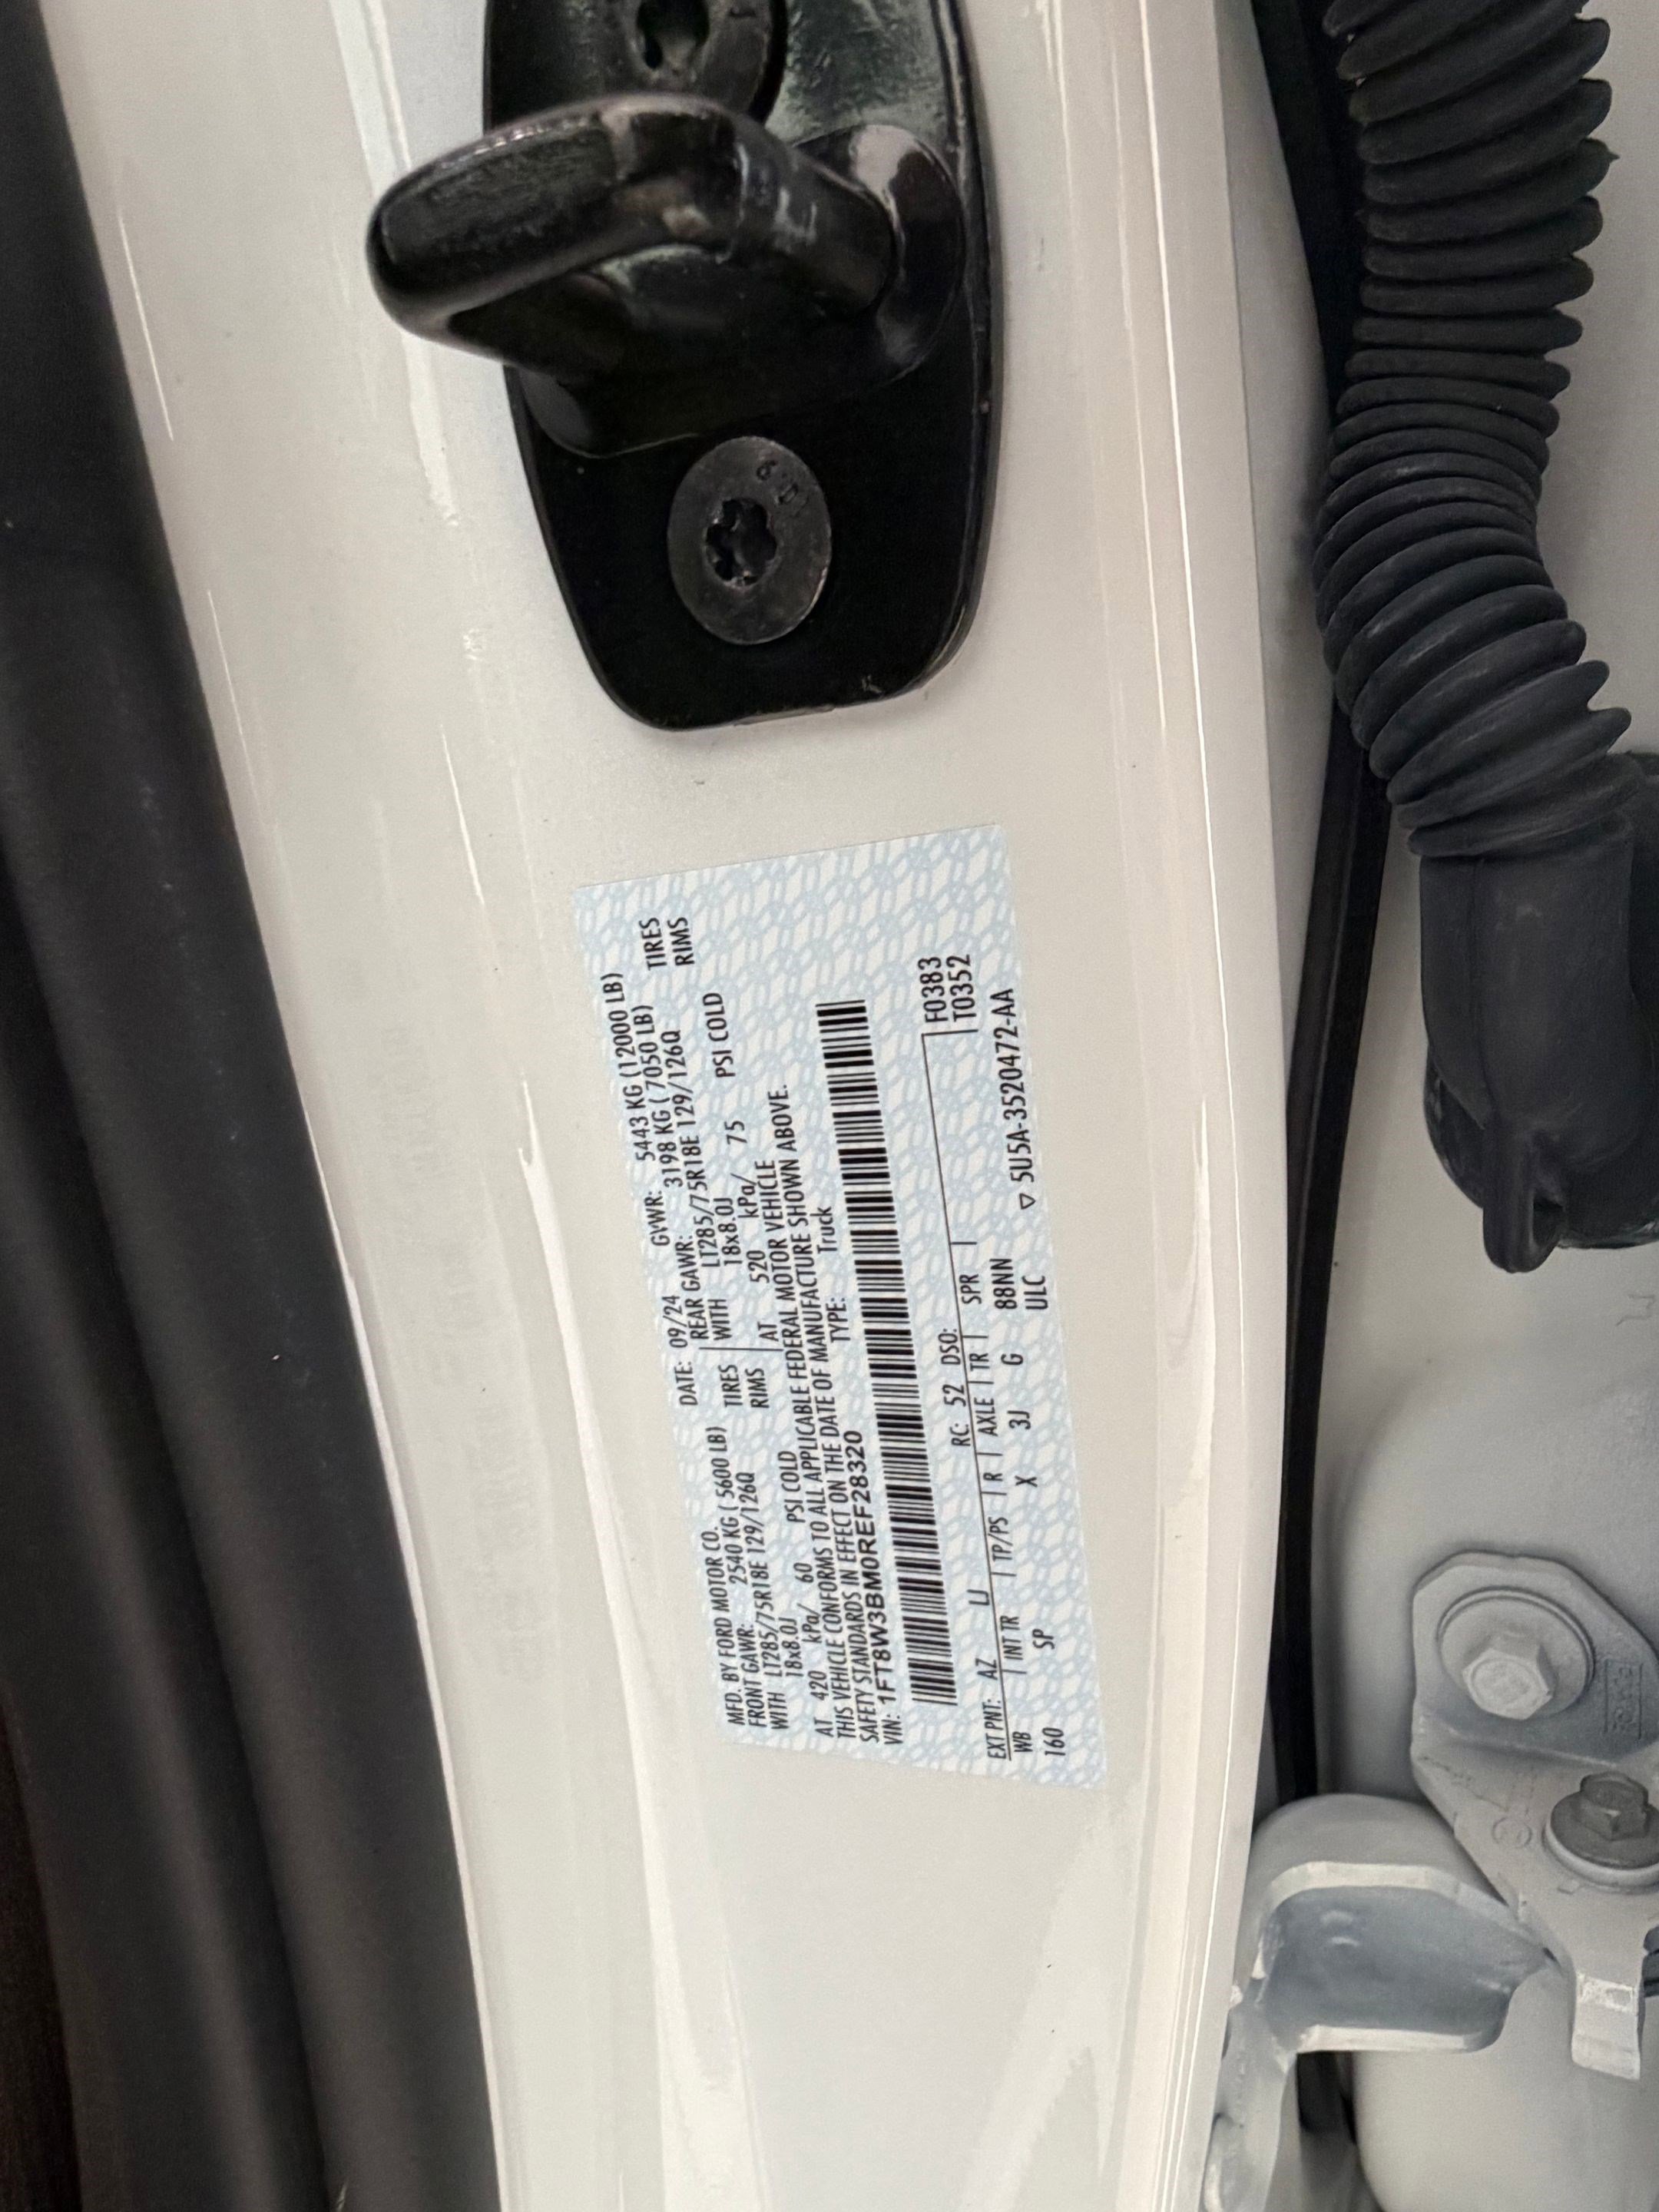 MFD. BY FORD MOTOR CO.
DATE: 09/24 GVWR: 5443 KG (12000 LB)
FRONT GAWR: 2540 KG ( 5600 LB) REAR GAWR: 3198 KG ( 7050 LB)
WITH LT285/75R18E 129/126Q TIRES WITH LT285/75R18E 129/126Q TIRES
18x8.0J RIMS 18x8.0J RIMS
AT 420 kPa/ 60 PSI COLD AT 520 kPa/ 75 PSI COLD
THIS VEHICLE CONFORMS TO ALL APPLICABLE FEDERAL MOTOR VEHICLE
SAFETY STANDARDS IN EFFECT ON THE DATE OF MANUFACTURE SHOWN ABOVE.
VIN: 1FT8W3BM0REF28320 TYPE: Truck
EXT PNT: AZ LJ RC: 52 DSO: F0383
WB INT TR TP/PS R AXLE TR SPR T0352
160 SP X 3J G 88NN
ULC ▽ 5U5A-3520472-AA